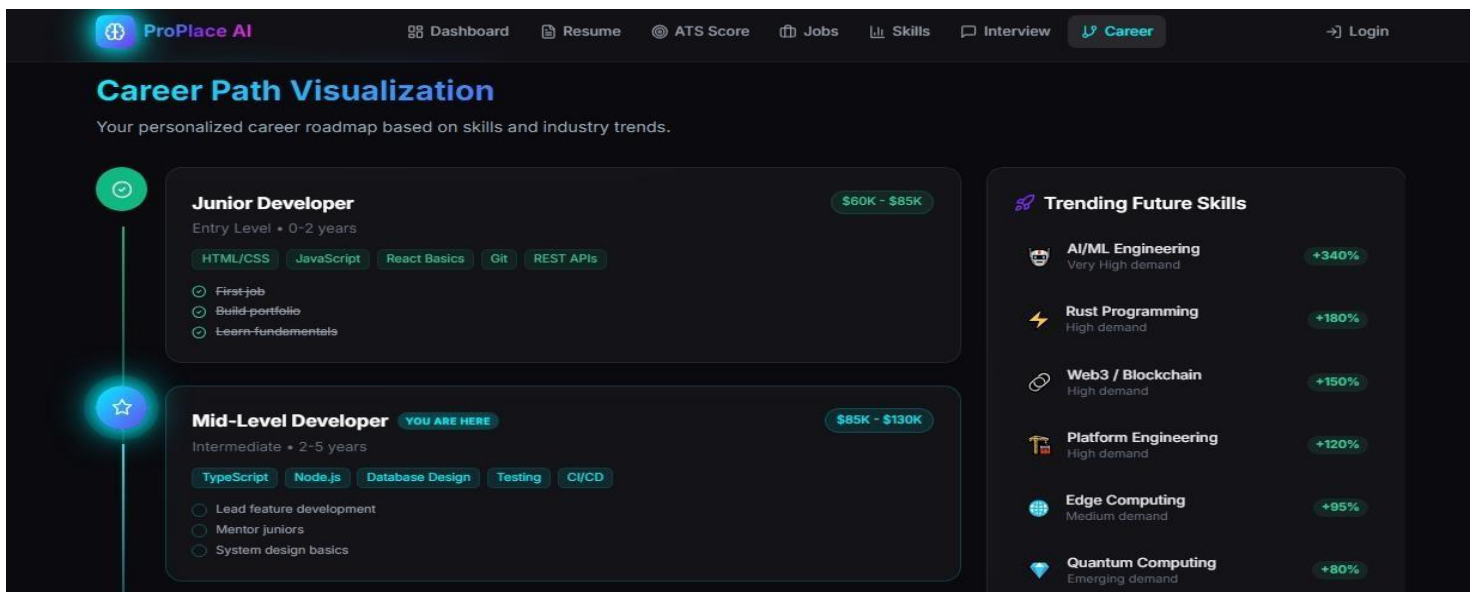 ProPlace AI
Dashboard
Resume
ATS Score
Jobs
Skills
Interview
Career
Login
Career Path Visualization
Your personalized career roadmap based on skills and industry trends.
Junior Developer
$60K - $85K
Entry Level • 0-2 years
HTML/CSS JavaScript React Basics Git REST APIs
First job
Build portfolio
Learn fundamentals
Mid-Level Developer YOU ARE HERE
$85K - $130K
Intermediate • 2-5 years
TypeScript Node.js Database Design Testing CI/CD
Lead feature development
Mentor juniors
System design basics
Trending Future Skills
AI/ML Engineering
Very High demand
+340%
Rust Programming
High demand
+180%
Web3 / Blockchain
High demand
+150%
Platform Engineering
High demand
+120%
Edge Computing
Medium demand
+95%
Quantum Computing
Emerging demand
+80%